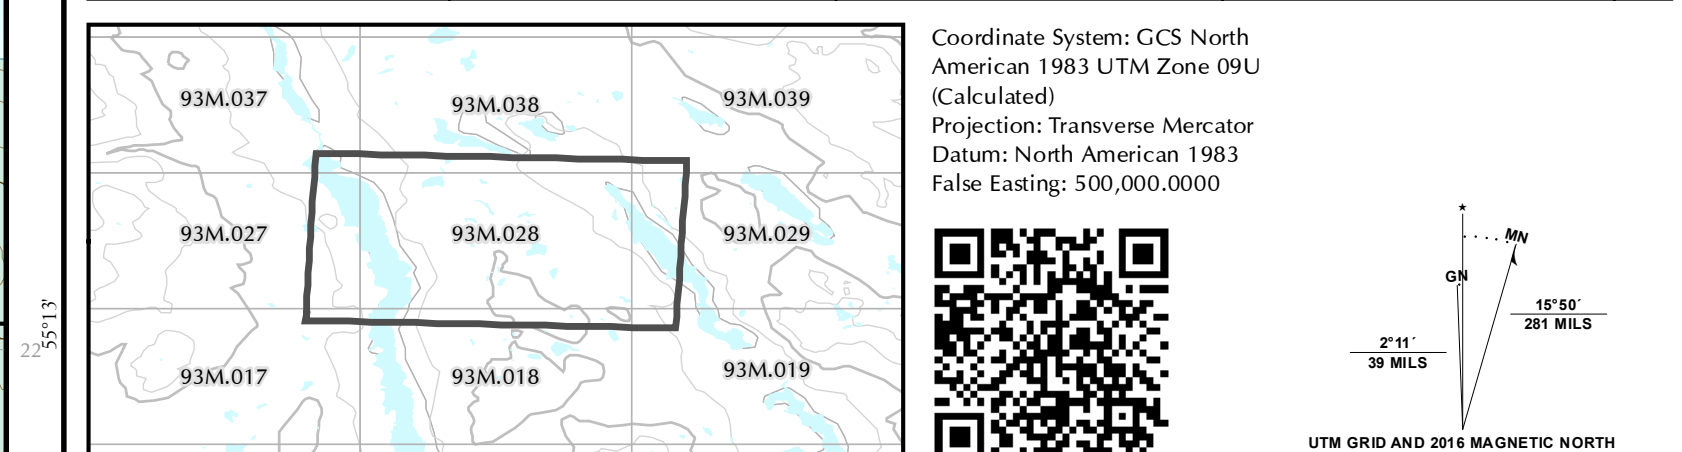 22
55°13'
93M.037
93M.038
93M.039
93M.027
93M.028
93M.029
93M.017
93M.018
93M.019
Coordinate System: GCS North
American 1983 UTM Zone 09U
(Calculated)
Projection: Transverse Mercator
Datum: North American 1983
False Easting: 500,000.0000
MN
GN
15°50´
281 MILS
2°11´
39 MILS
UTM GRID AND 2016 MAGNETIC NORTH